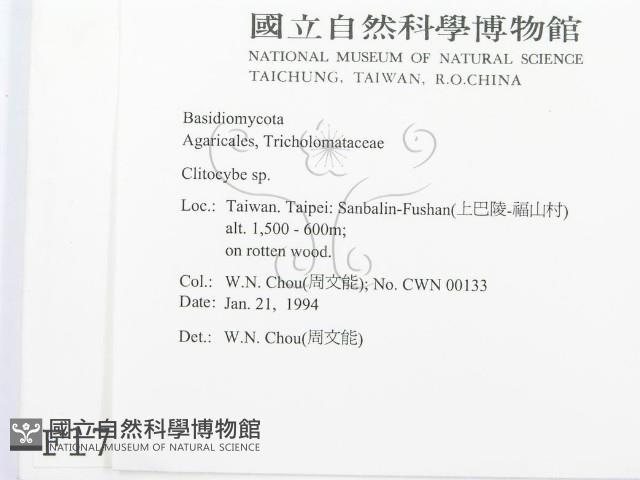 國立自然科學博物館
NATIONAL MUSEUM OF NATURAL SCIENCE
TAICHUNG, TAIWAN, R.O.CHINA
Basidiomycota
Agaricales, Tricholomataceae
Clitocybe sp.
Loc.: Taiwan. Taipei: Sanbalin-Fushan(上巴陵-福山村)
alt. 1,500 - 600m;
on rotten wood.
Col.: W.N. Chou(周文能); No. CWN 00133
Date: Jan. 21, 1994
Det.: W.N. Chou(周文能)
國立自然科學博物館
NATIONAL MUSEUM OF NATURAL SCIENCE
F17